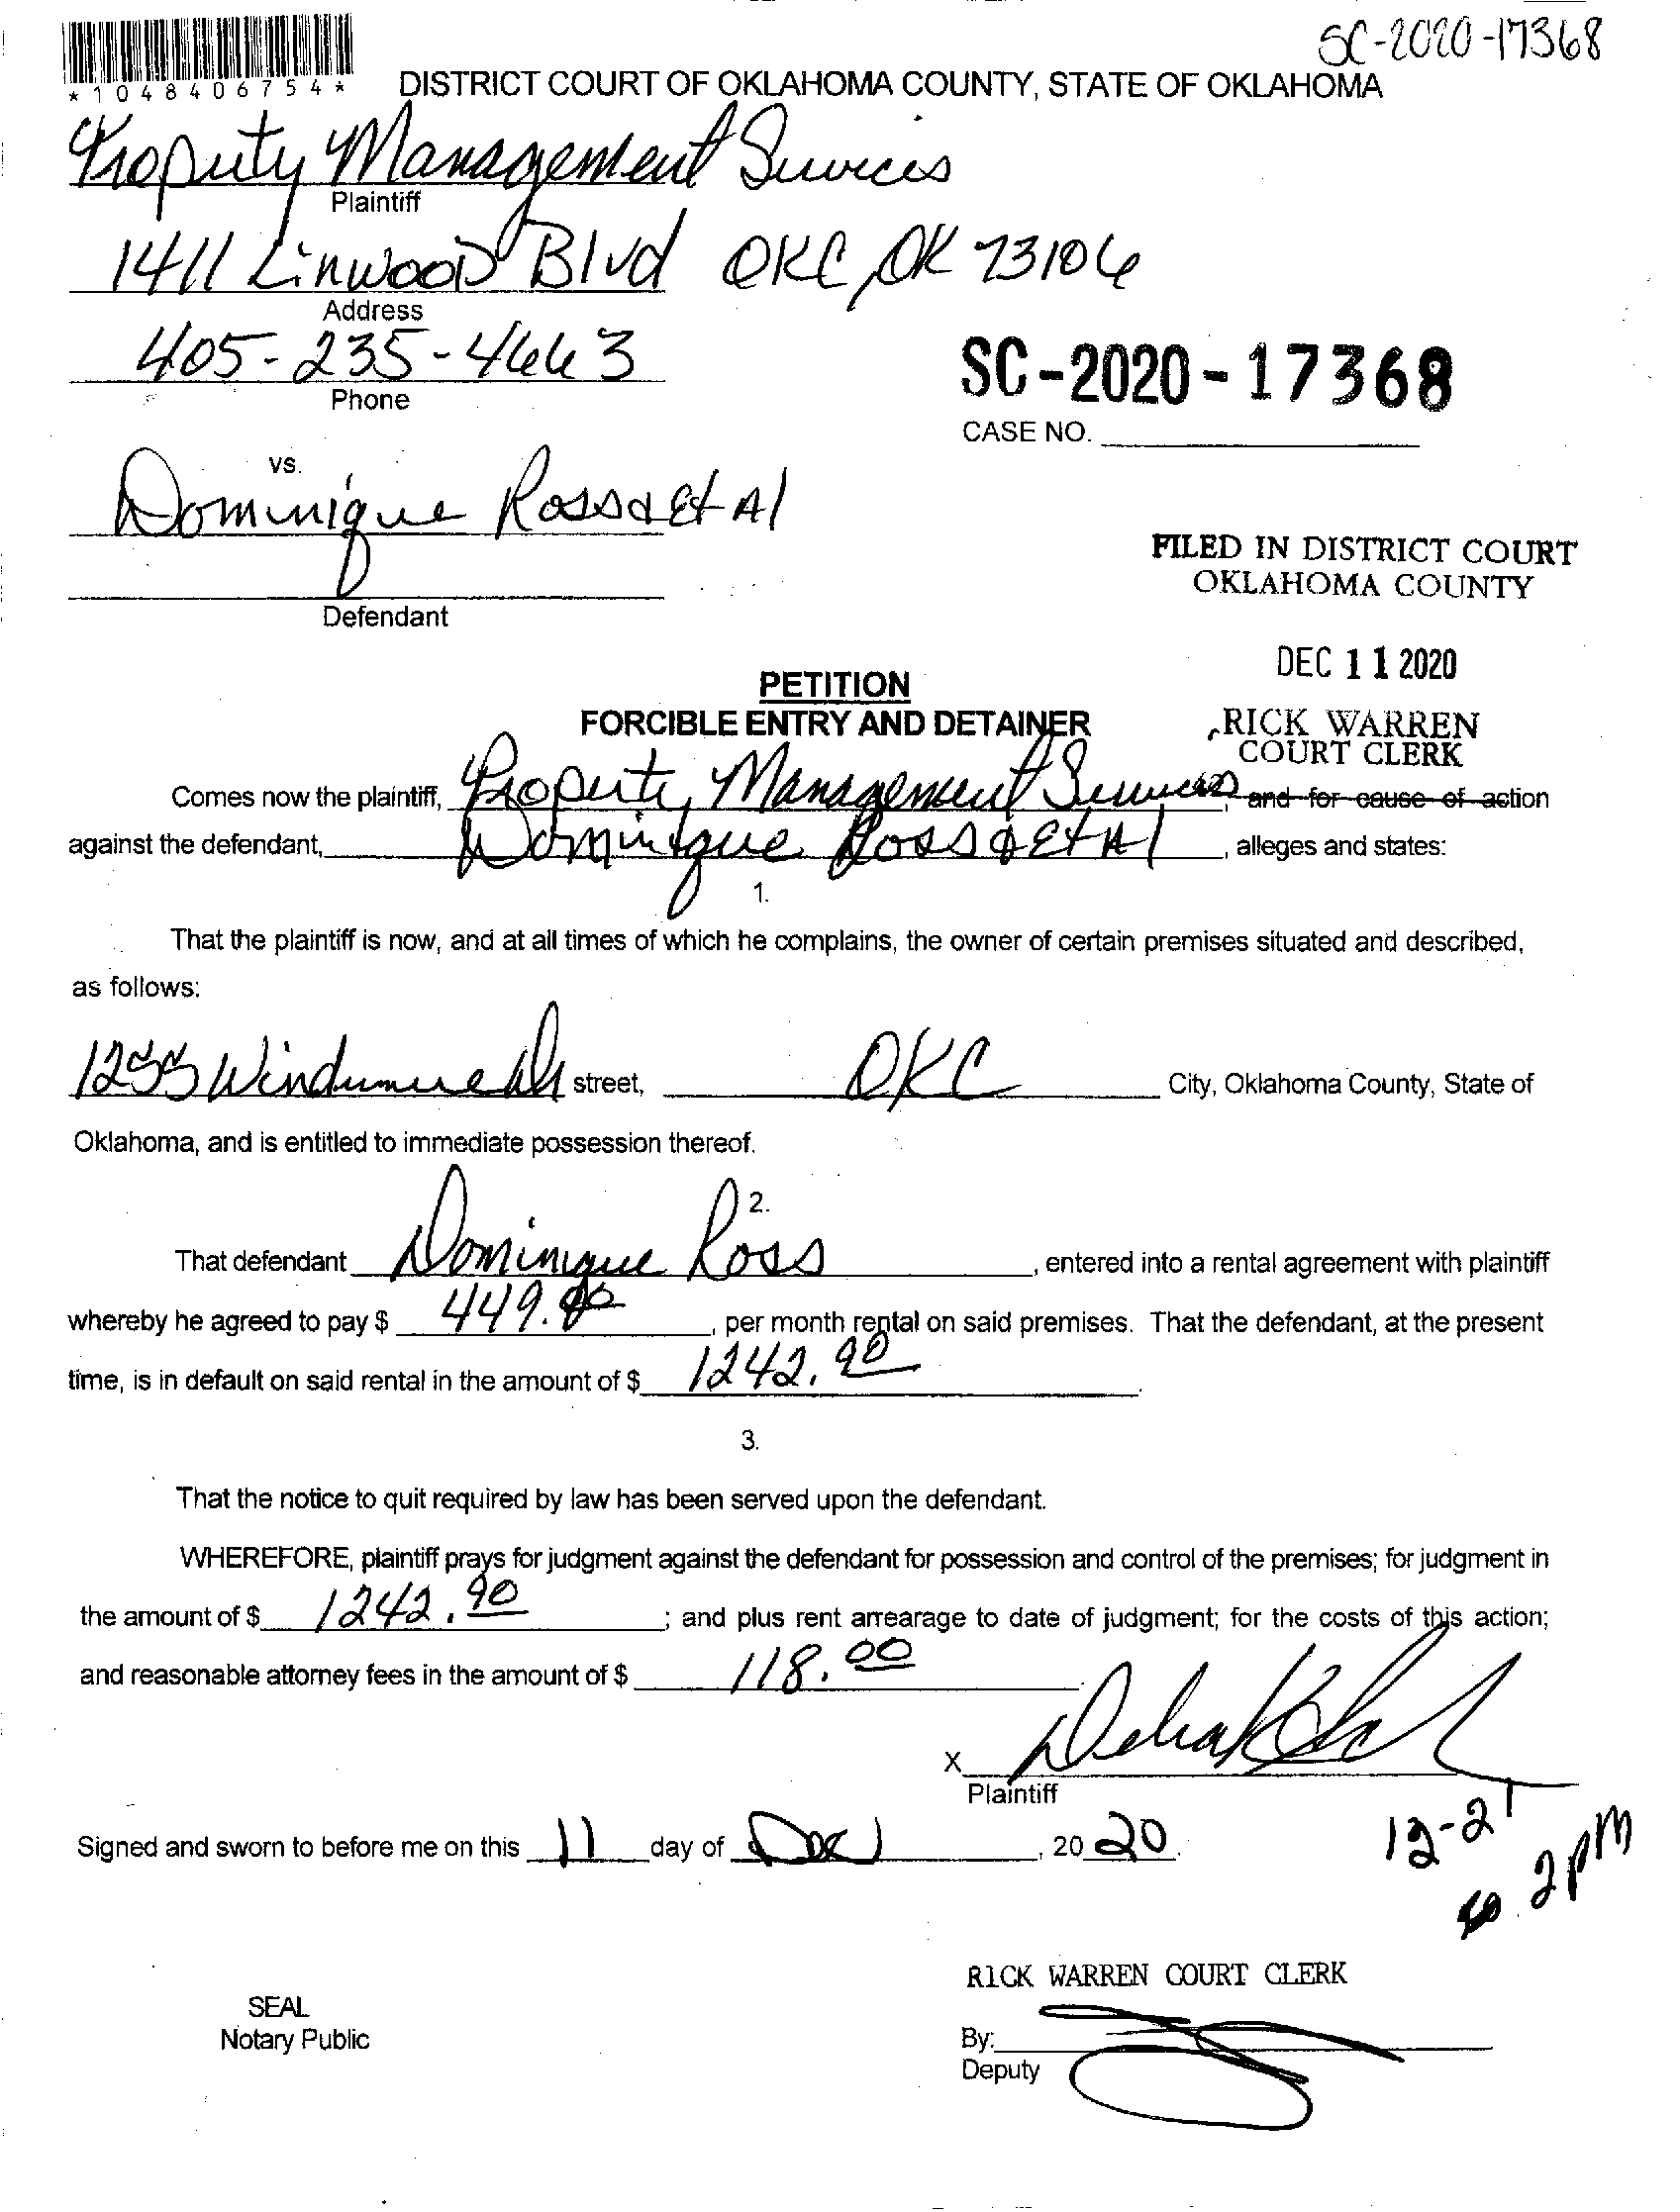 SC-2020-17368
*1048406754*
DISTRICT COURT OF OKLAHOMA COUNTY, STATE OF OKLAHOMA
Property Management Services
Plaintiff
1411 Linwood Blvd OKC, OK 73106
Address
405-235-4663
Phone
SC-2020-17368
CASE NO.
vs.
Dominique Ross & Et Al
Defendant
FILED IN DISTRICT COURT
OKLAHOMA COUNTY
DEC 11 2020
RICK WARREN
COURT CLERK
PETITION
FORCIBLE ENTRY AND DETAINER
Comes now the plaintiff, Property Management Services, and for cause of action
against the defendant, Dominique Ross & Et Al, alleges and states:
1.
That the plaintiff is now, and at all times of which he complains, the owner of certain premises situated and described,
as follows:
street, OKC City, Oklahoma County, State of
Oklahoma, and is entitled to immediate possession thereof.
2.
That defendant Dominique Ross, entered into a rental agreement with plaintiff
whereby he agreed to pay $ 449.00, per month rental on said premises. That the defendant, at the present
time, is in default on said rental in the amount of $ 1242.90.
3.
That the notice to quit required by law has been served upon the defendant.
WHEREFORE, plaintiff prays for judgment against the defendant for possession and control of the premises; for judgment in
the amount of $ 1242.90; and plus rent arrearage to date of judgment; for the costs of this action;
and reasonable attorney fees in the amount of $ 118.00.
X
Plaintiff
Signed and sworn to before me on this 11 day of Dec, 2020.
12-21
2pm
RICK WARREN COURT CLERK
SEAL
Notary Public
By:
Deputy